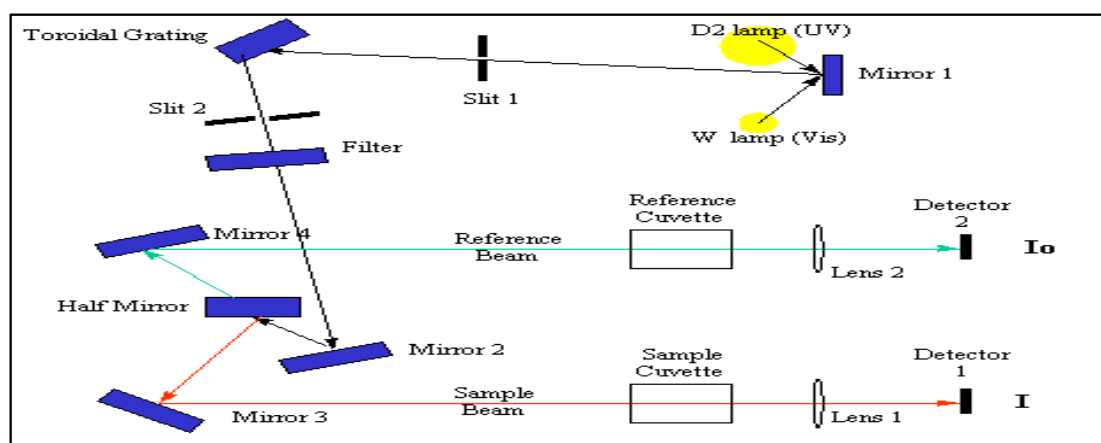 Toroidal Grating
D2 lamp (UV)
Mirror 1
Slit 1
Slit 2
W lamp (Vis)
Filter
Reference
Cuvette
Detector
2
Mirror 4
Reference
Beam
Io
Lens 2
Half Mirror
Mirror 2
Sample
Cuvette
Detector
1
Sample
Beam
I
Mirror 3
Lens 1